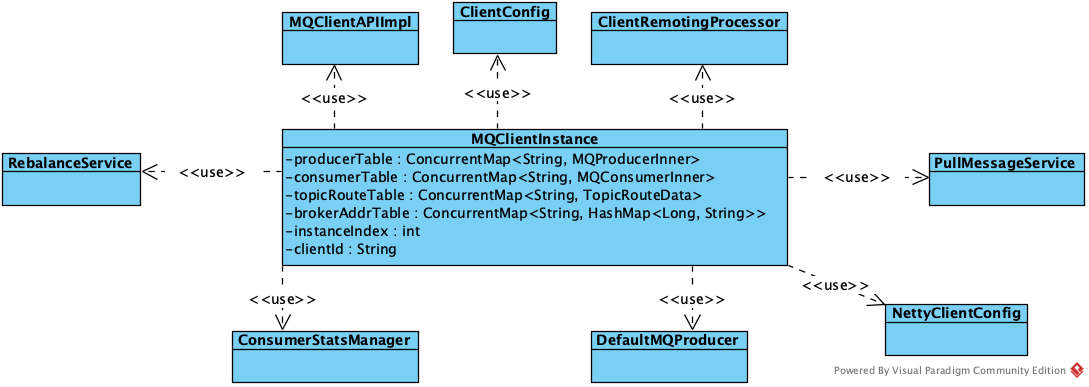 MQClientAPIImpl
ClientConfig
ClientRemotingProcessor
<<use>>
<<use>>
<<use>>
MQClientInstance
-producerTable : ConcurrentMap<String, MQProducerInner>
-consumerTable : ConcurrentMap<String, MQConsumerInner>
-topicRouteTable : ConcurrentMap<String, TopicRouteData>
-brokerAddrTable : ConcurrentMap<String, HashMap<Long, String>>
-instanceIndex : int
-clientId : String
RebalanceService
<<use>>
<<use>>
PullMessageService
<<use>>
<<use>>
<<use>>
ConsumerStatsManager
DefaultMQProducer
NettyClientConfig
Powered By Visual Paradigm Community Edition